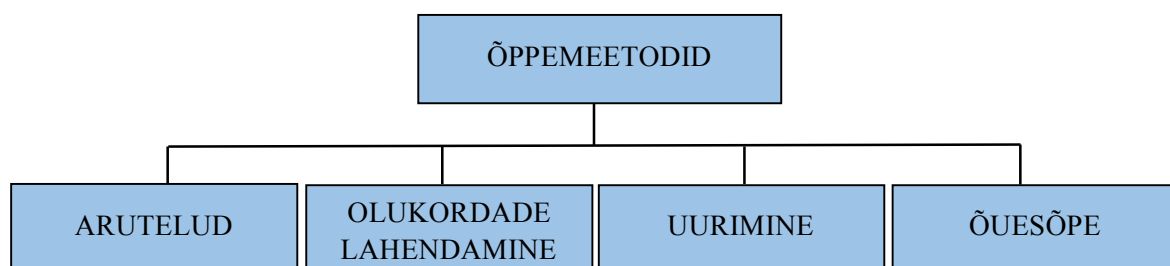 ÕPPEMEETODID
ARUTELUD
OLUKORDADE
LAHENDAMINE
UURIMINE
ÕUESÕPE